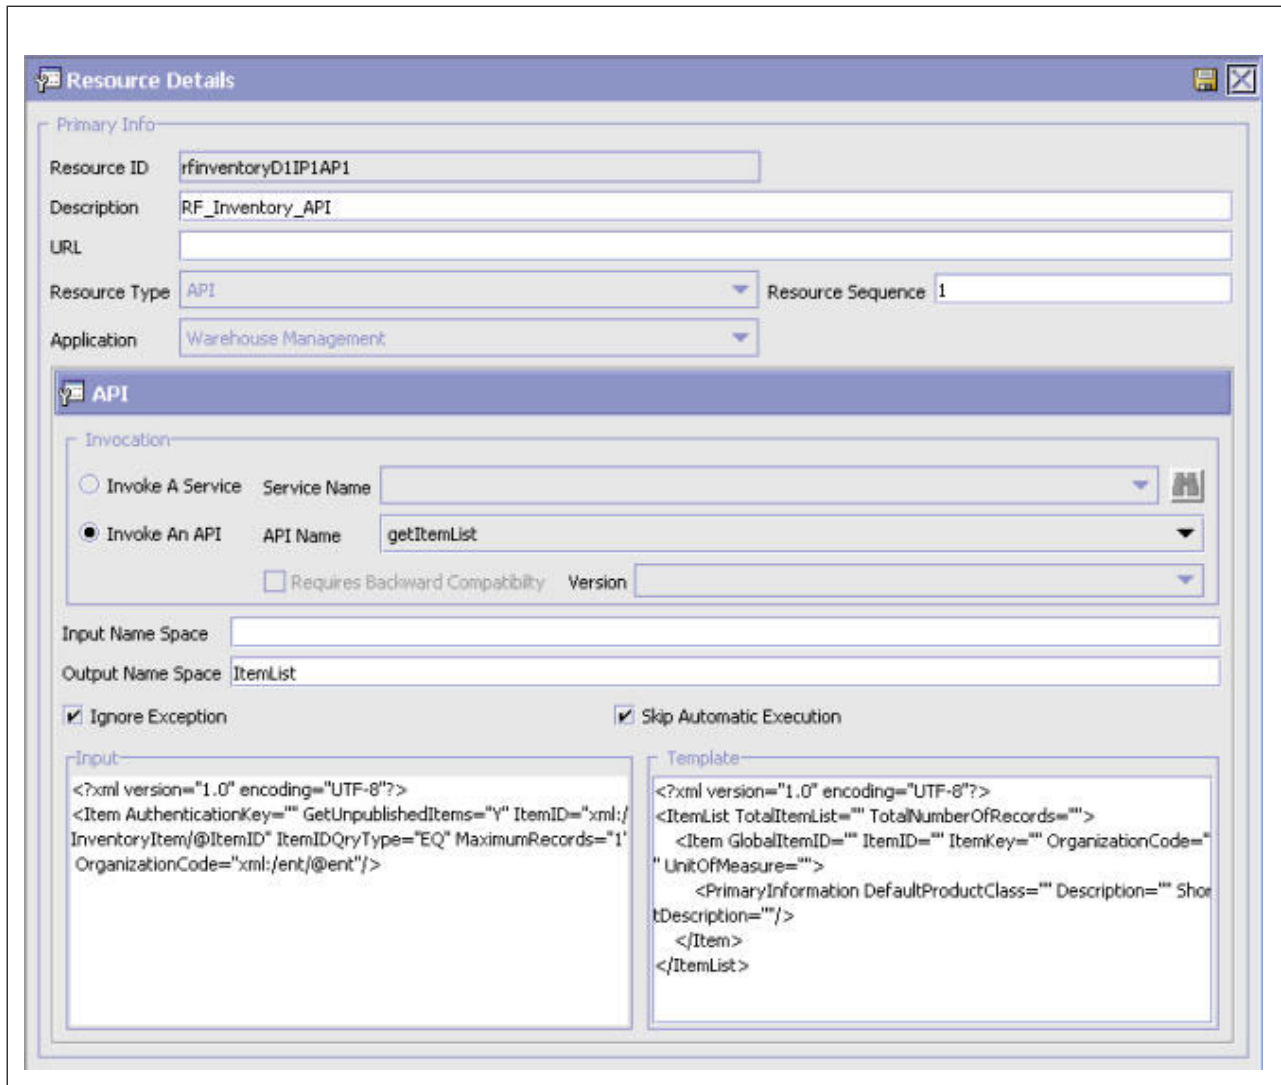 Resource Details
Primary Info
Resource ID rfinventoryD1IP1AP1
Description RF_Inventory_API
URL
Resource Type API Resource Sequence 1
Application Warehouse Management
API
Invocation
Invoke A Service Service Name
Invoke An API API Name getItemList
Requires Backward Compatibilty Version
Input Name Space
Output Name Space ItemList
Ignore Exception Skip Automatic Execution
Input
<?xml version="1.0" encoding="UTF-8"?>
<Item AuthenticationKey="" GetUnpublishedItems="Y" ItemID="xml:/
InventoryItem/@ItemID" ItemIDQryType="EQ" MaximumRecords="1"
OrganizationCode="xml:/ent/@ent"/>
Template
<?xml version="1.0" encoding="UTF-8"?>
<ItemList TotalItemList="" TotalNumberOfRecords="">
<Item GlobalItemID="" ItemID="" ItemKey="" OrganizationCode="
" UnitOfMeasure="">
<PrimaryInformation DefaultProductClass="" Description="" Shor
tDescription=""/>
</Item>
</ItemList>